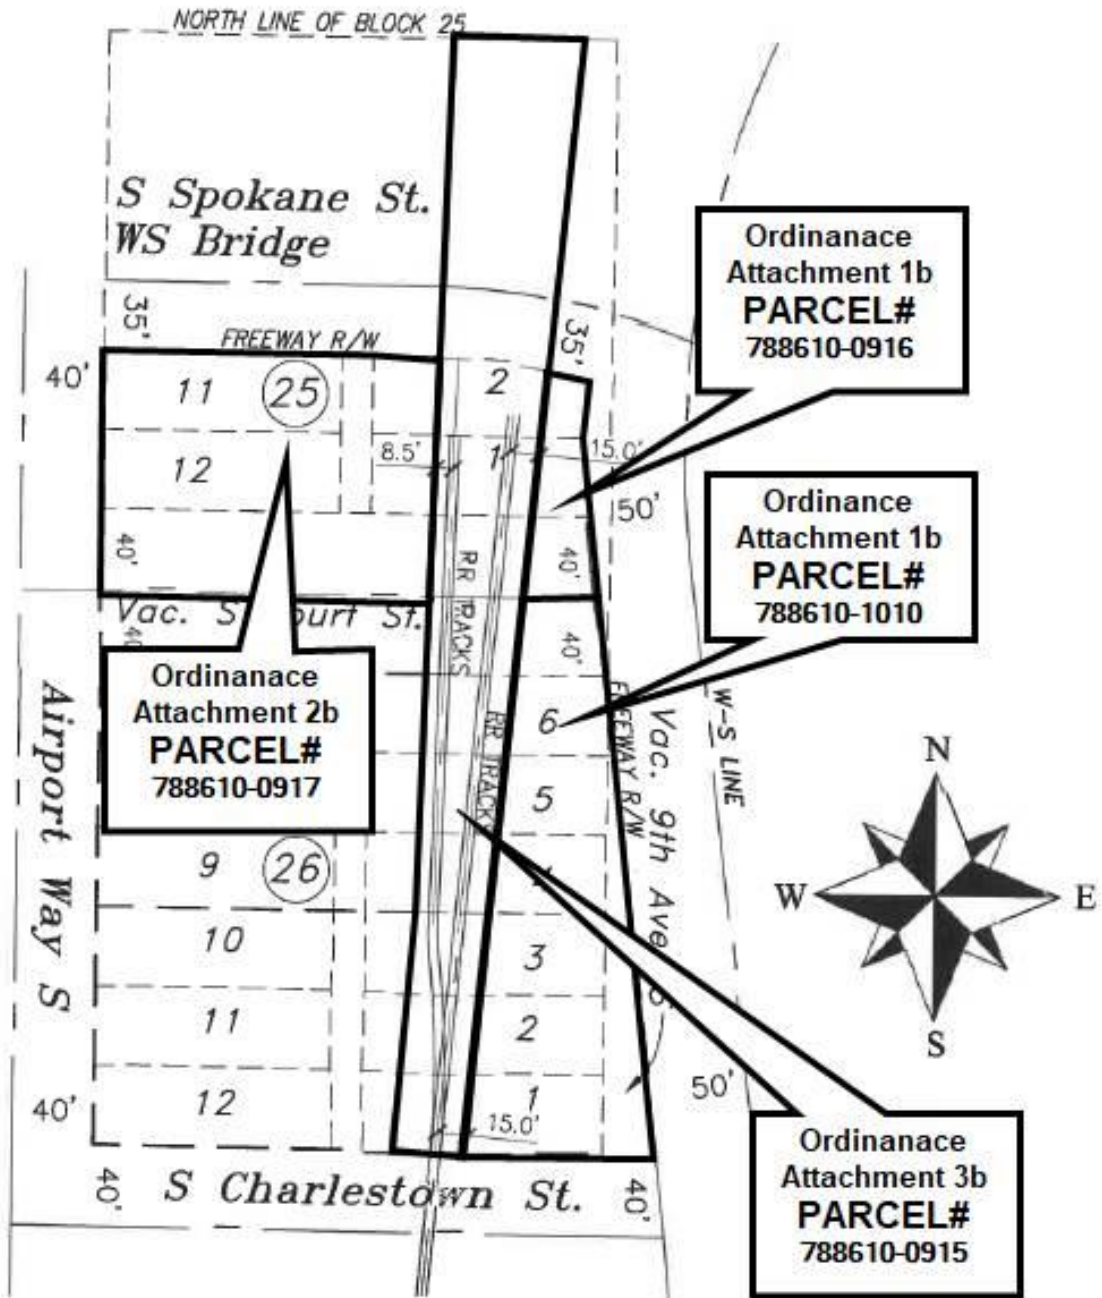 NORTH LINE OF BLOCK 25
S Spokane St.
WS Bridge
35'
FREEWAY R/W
35'
40'
11
25
2
12
8.5'
1
15.0'
50'
40'
40'
Ordinanace
Attachment 1b
PARCEL#
788610-0916
Ordinance
Attachment 1b
PARCEL#
788610-1010
Vac. S
ourt St.
40'
RR TRACKS
RR TRACKS
Ordinanace
Attachment 2b
PARCEL#
788610-0917
6
5
FREEWAY R/W
Vac. 9th Ave S.
W-S LINE
Airport Way S
9
26
10
3
11
2
12
1
40'
15.0'
50'
N
W
E
S
40'
S Charlestown St.
40'
Ordinanace
Attachment 3b
PARCEL#
788610-0915